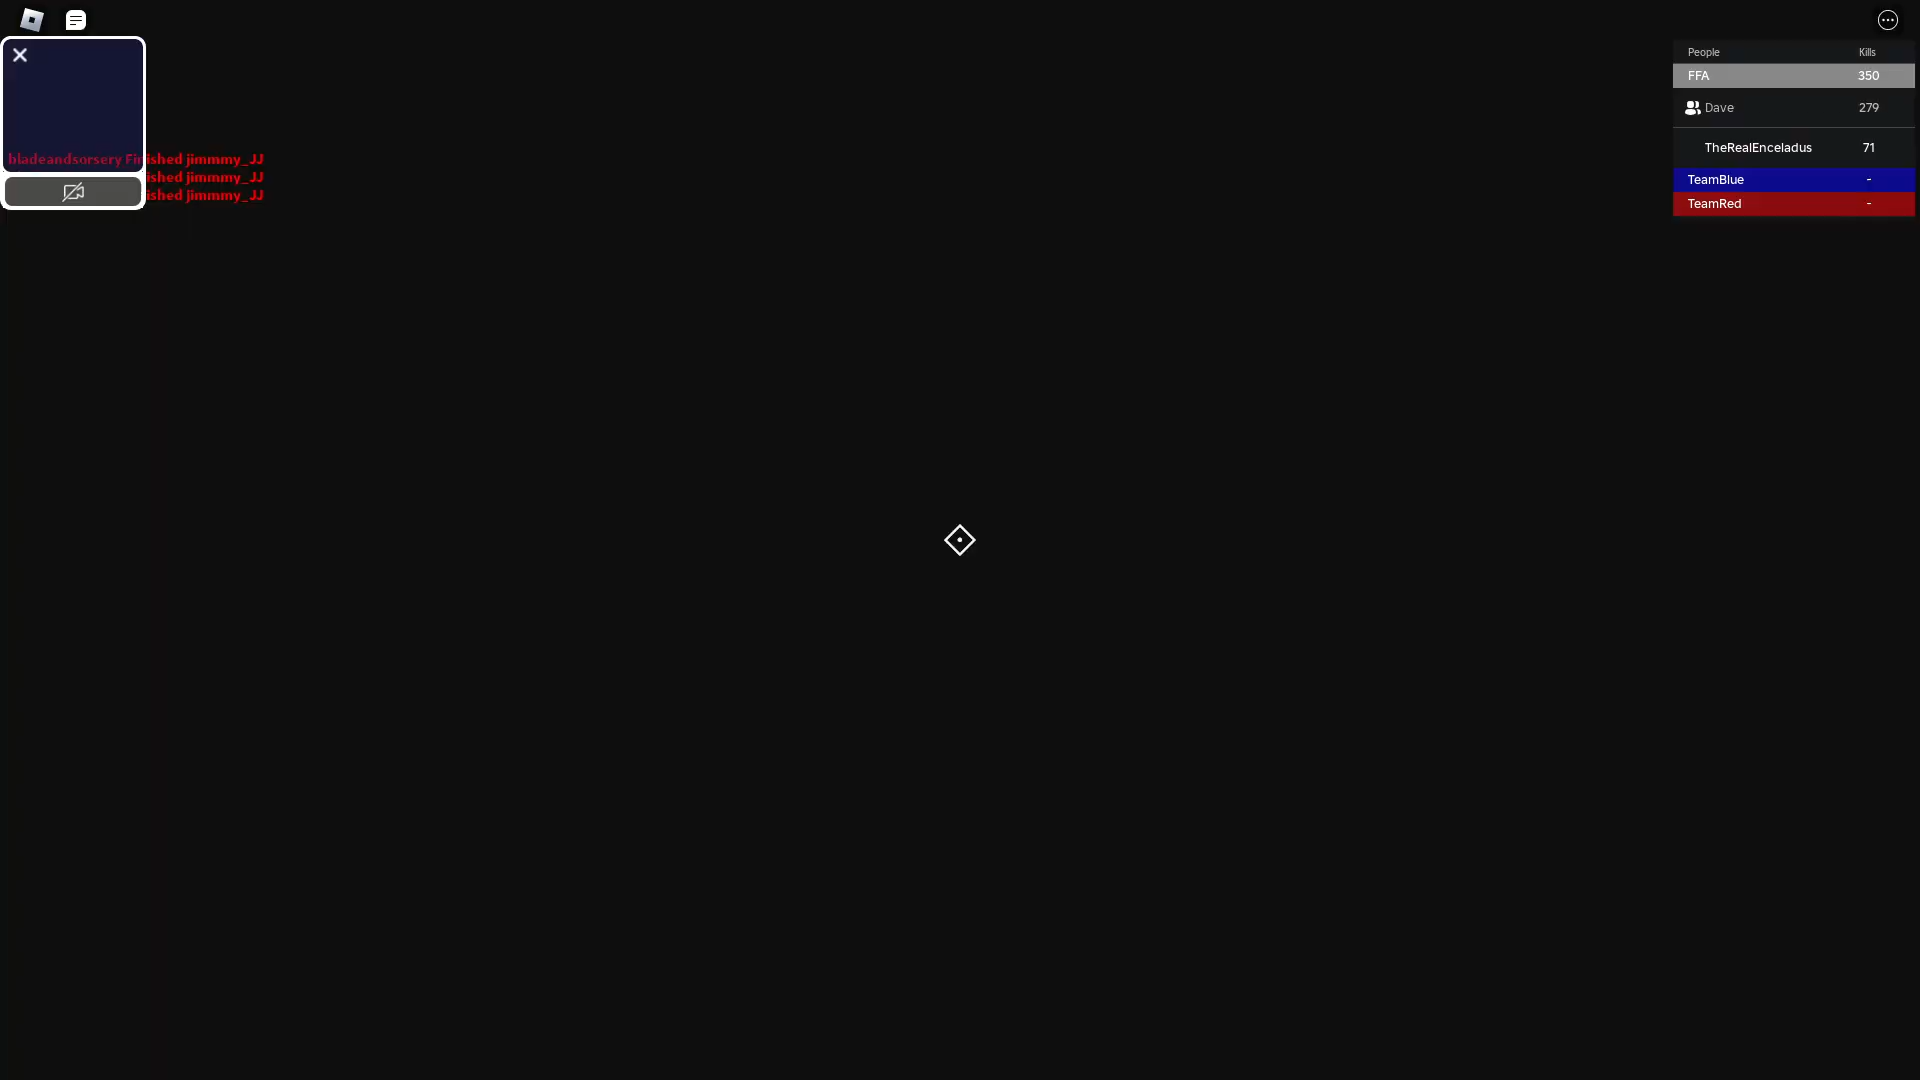 People Kills
FFA 350
Dave 279
TheRealEnceladus 71
TeamBlue -
TeamRed -
bladeandsorsery Finished jimmmy_JJ
ished jimmmy_JJ
ished jimmmy_JJ